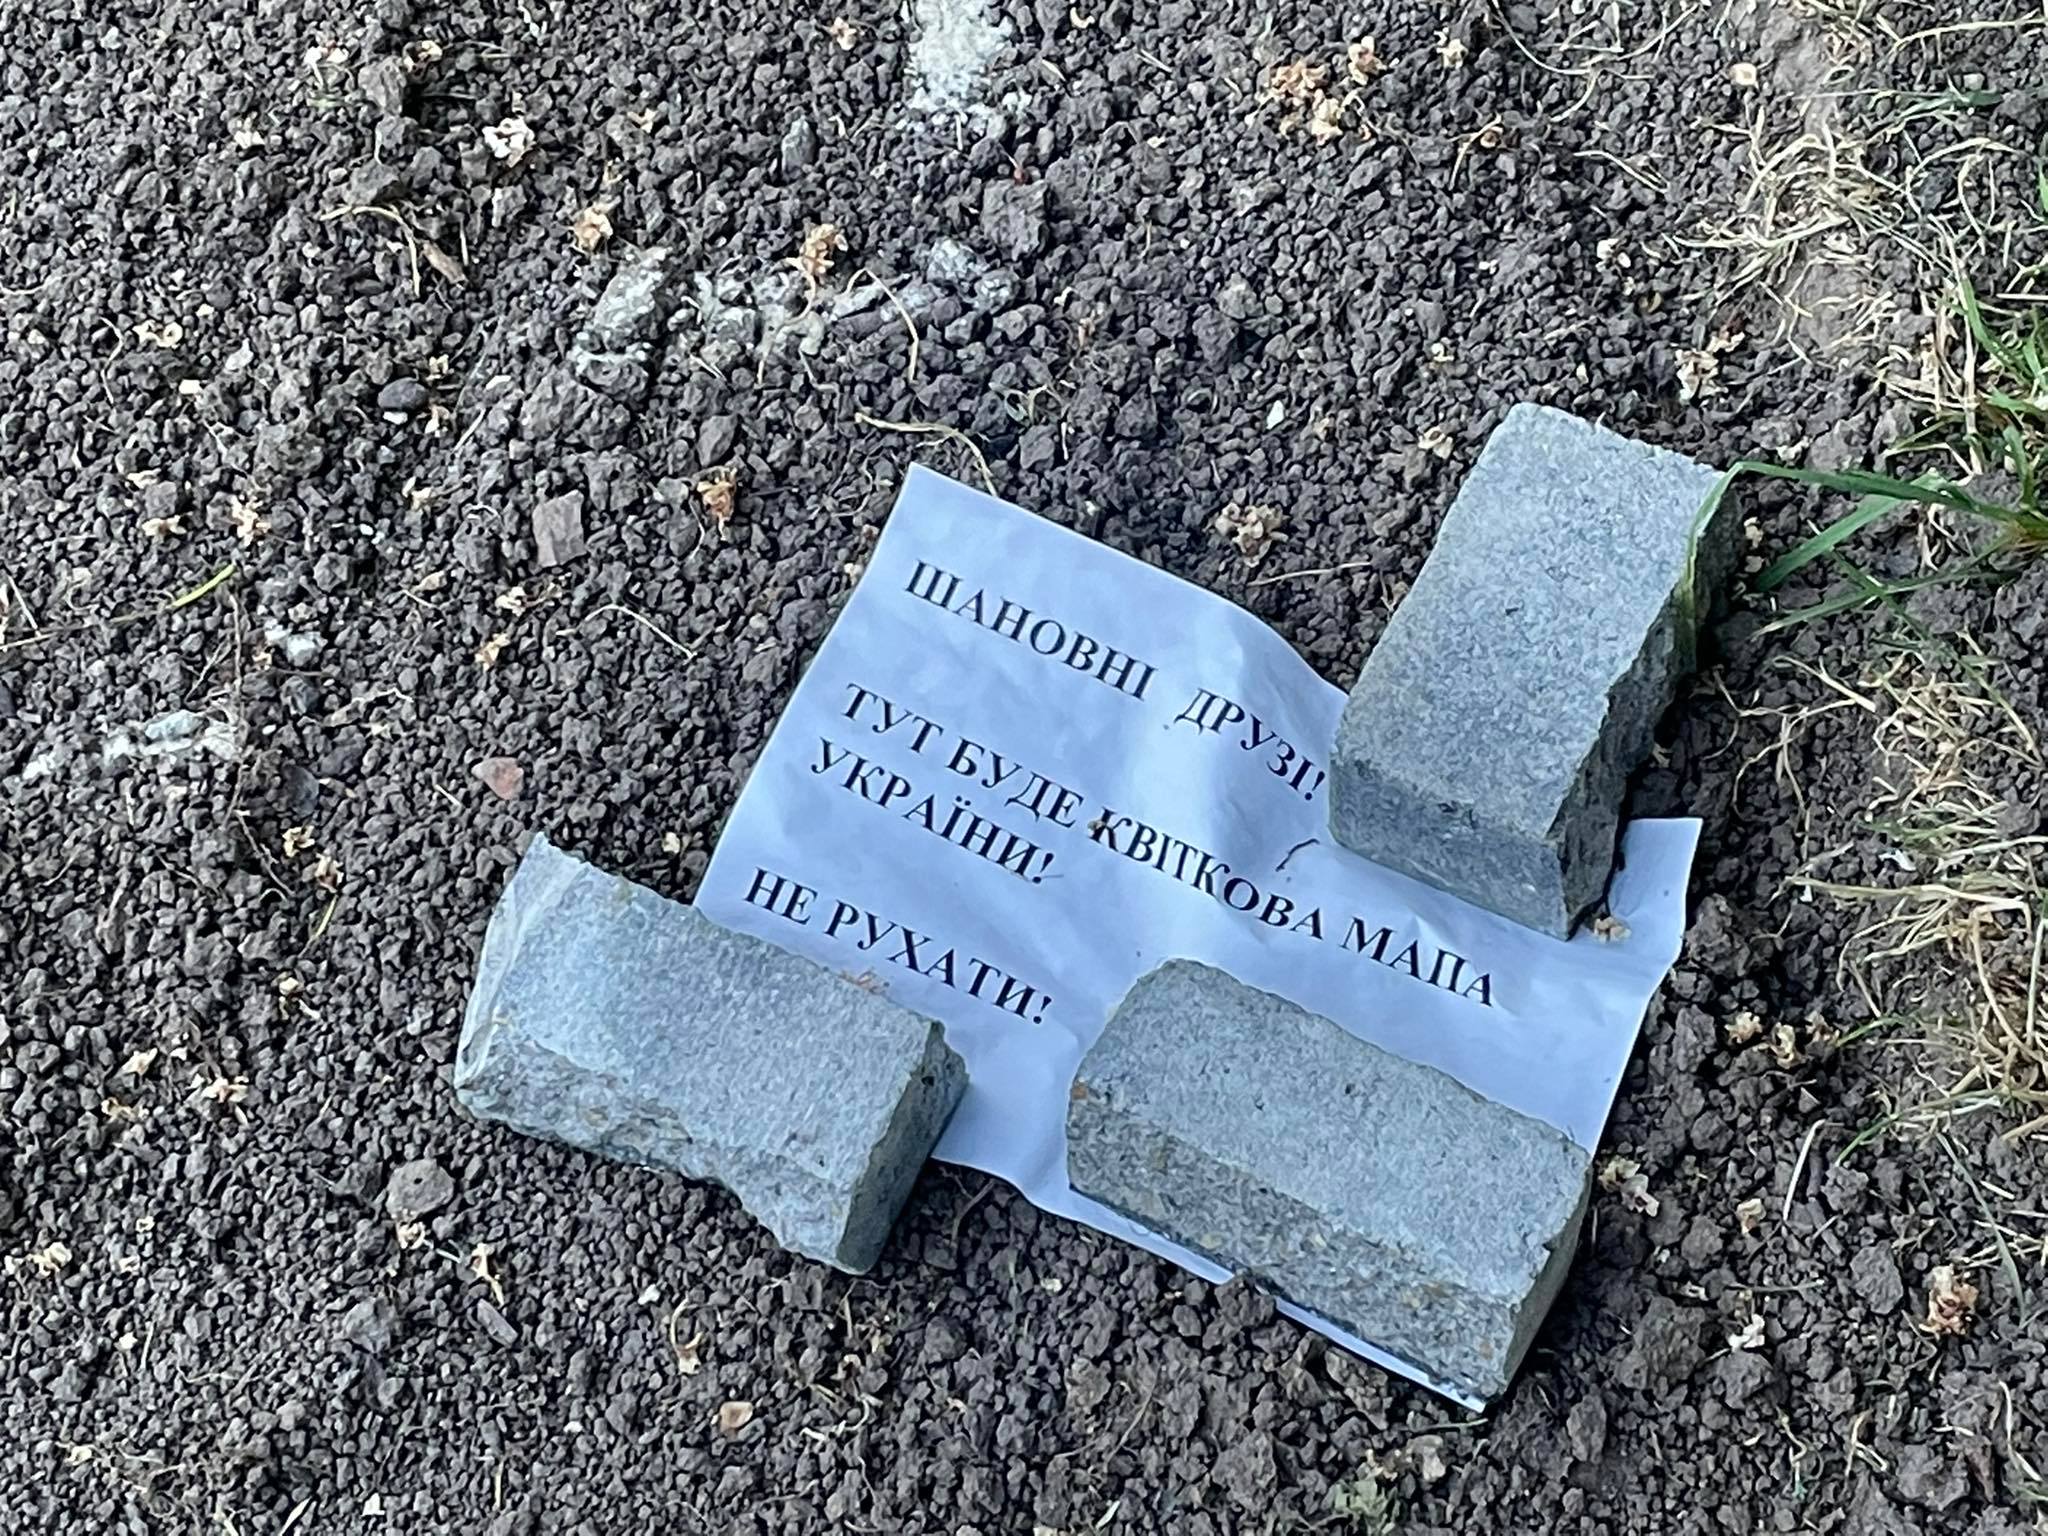 ШАНОВНІ ДРУЗІ!
ТУТ БУДЕ КВІТКОВА МАПА
УКРАЇНИ!
НЕ РУХАТИ!